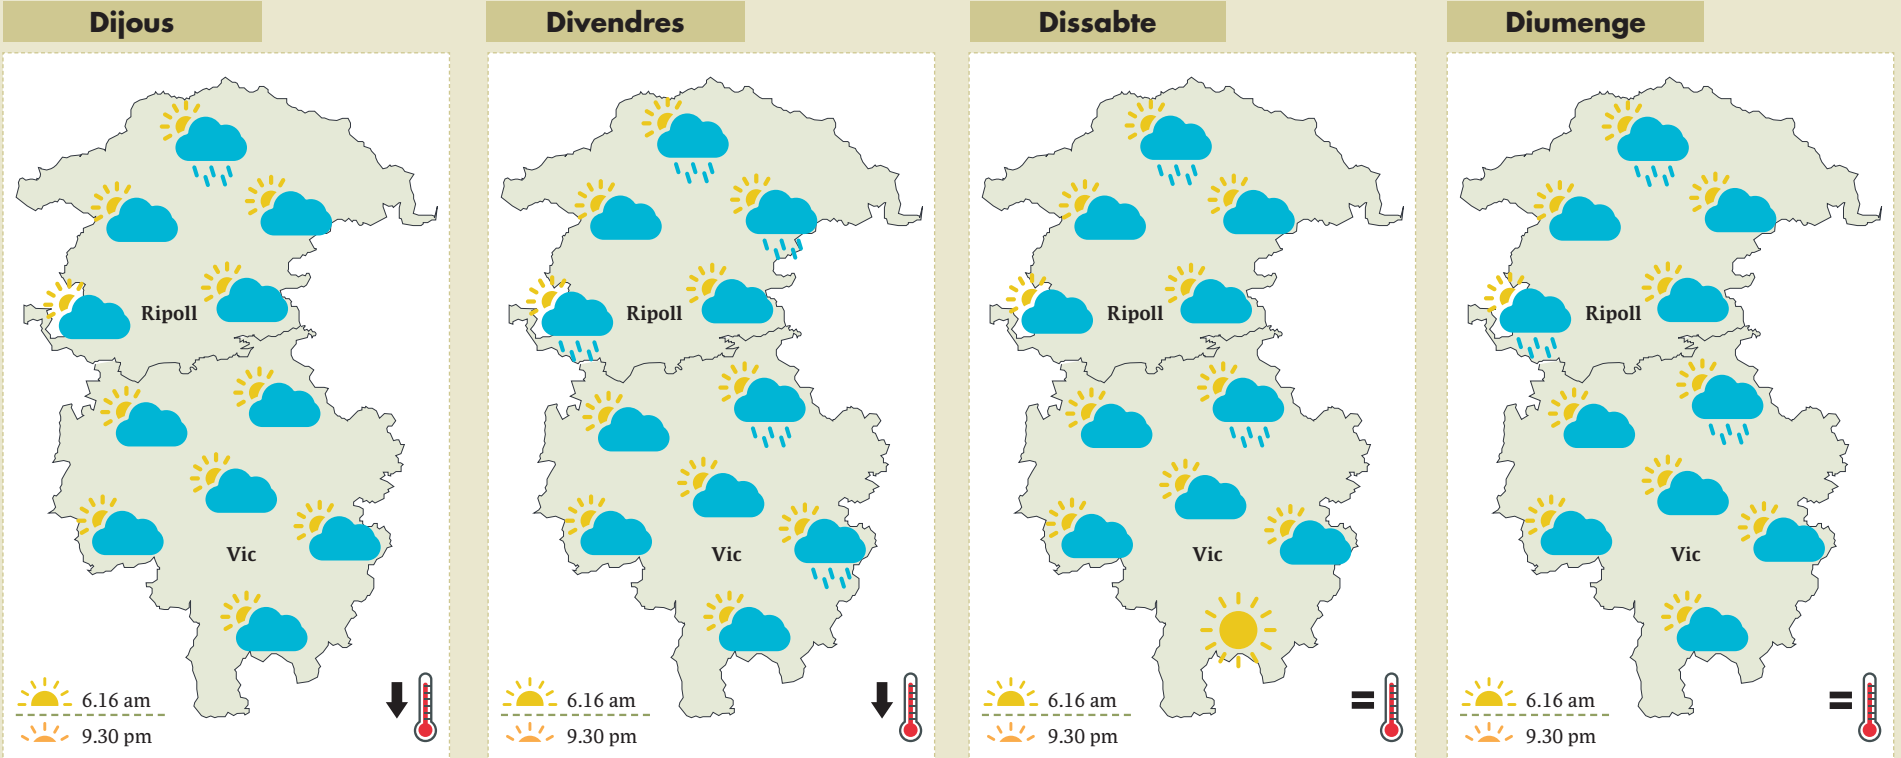 Dijous
Ripoll
Vic
6.16 am
9.30 pm
Divendres
Ripoll
Vic
6.16 am
9.30 pm
Dissabte
Ripoll
Vic
6.16 am
9.30 pm
Diumenge
Ripoll
Vic
6.16 am
9.30 pm